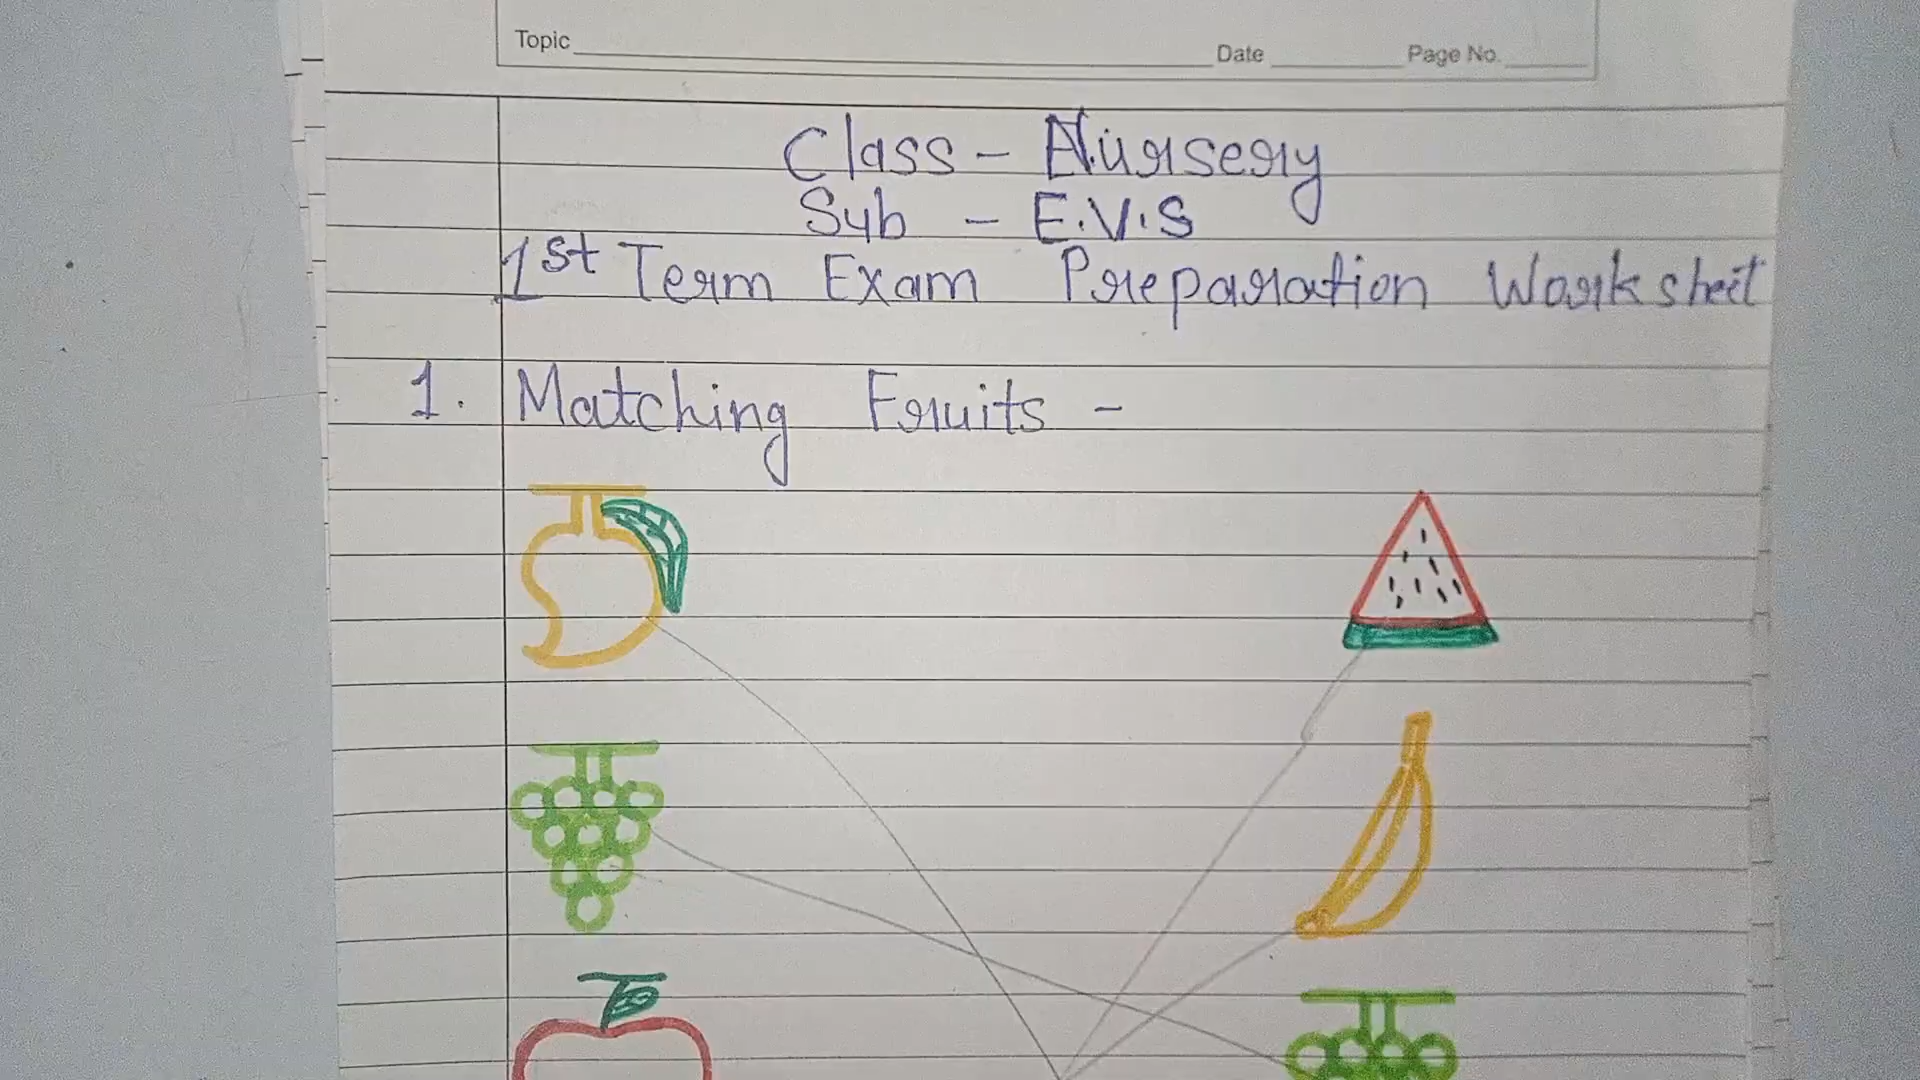 Topic Date Page No.
Class - Nursery
Sub - E.V.S
1st Term Exam Preparation Worksheet
1. Matching Fruits -